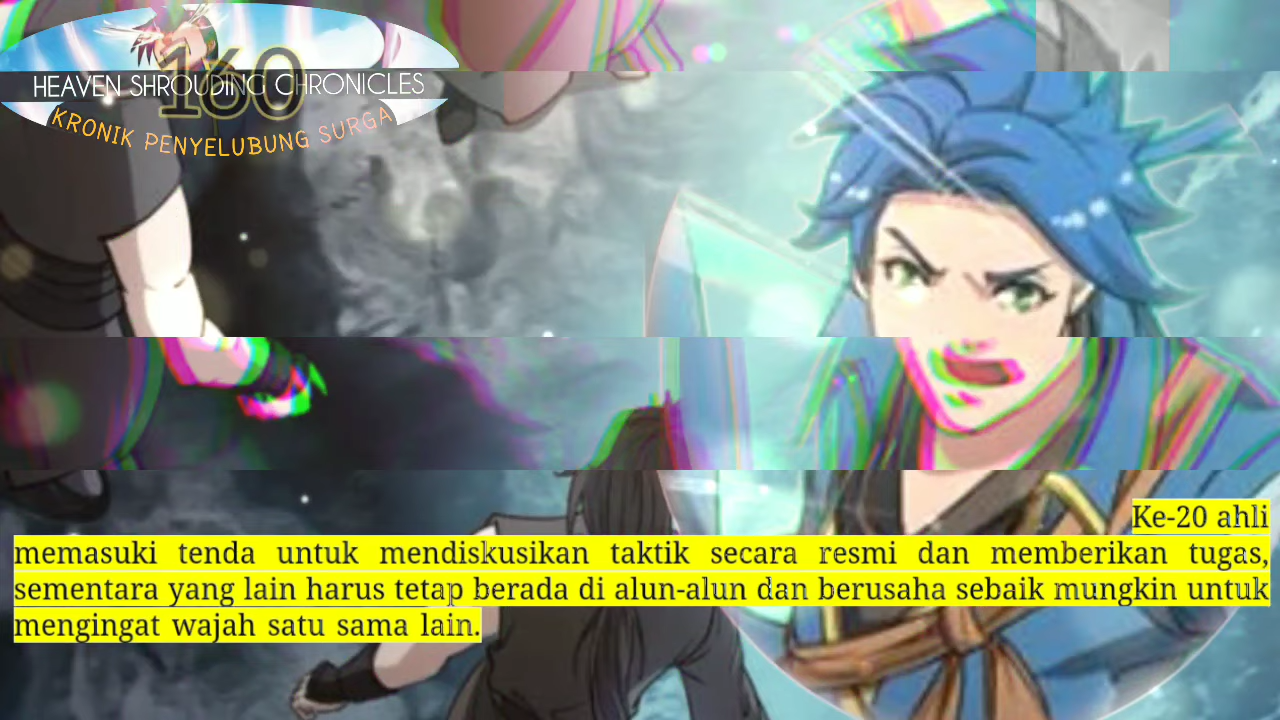 160
HEAVEN SHROUDING CHRONICLES
KRONIK PENYELUBUNG SURGA
Ke-20 ahli
memasuki tenda untuk mendiskusikan taktik secara resmi dan memberikan tugas,
sementara yang lain harus tetap berada di alun-alun dan berusaha sebaik mungkin untuk
mengingat wajah satu sama lain.